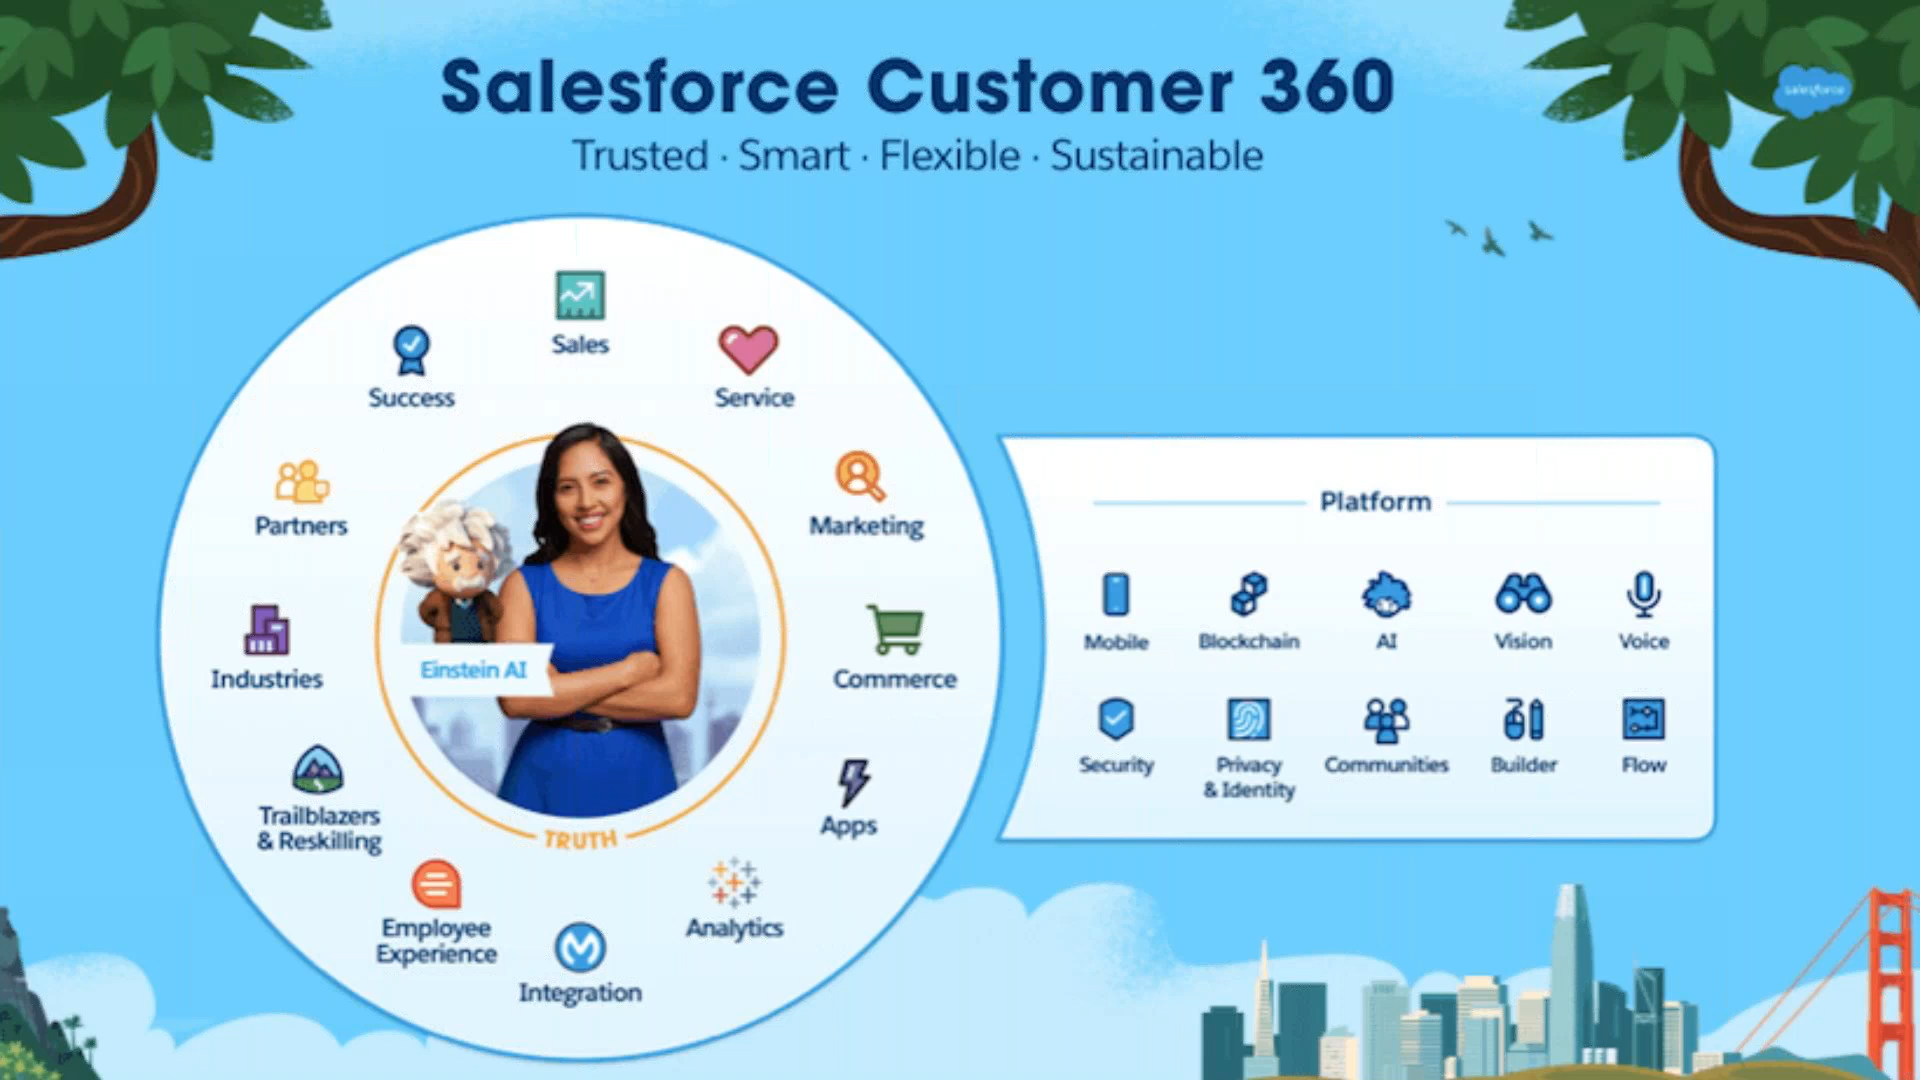 Salesforce Customer 360
Trusted · Smart · Flexible · Sustainable
salesforce
Sales
Success
Service
Partners
Marketing
Industries
Einstein AI
Commerce
Trailblazers
& Reskilling
TRUTH
Apps
Employee
Experience
Analytics
Integration
Platform
Mobile
Blockchain
AI
Vision
Voice
Security
Privacy
& Identity
Communities
Builder
Flow